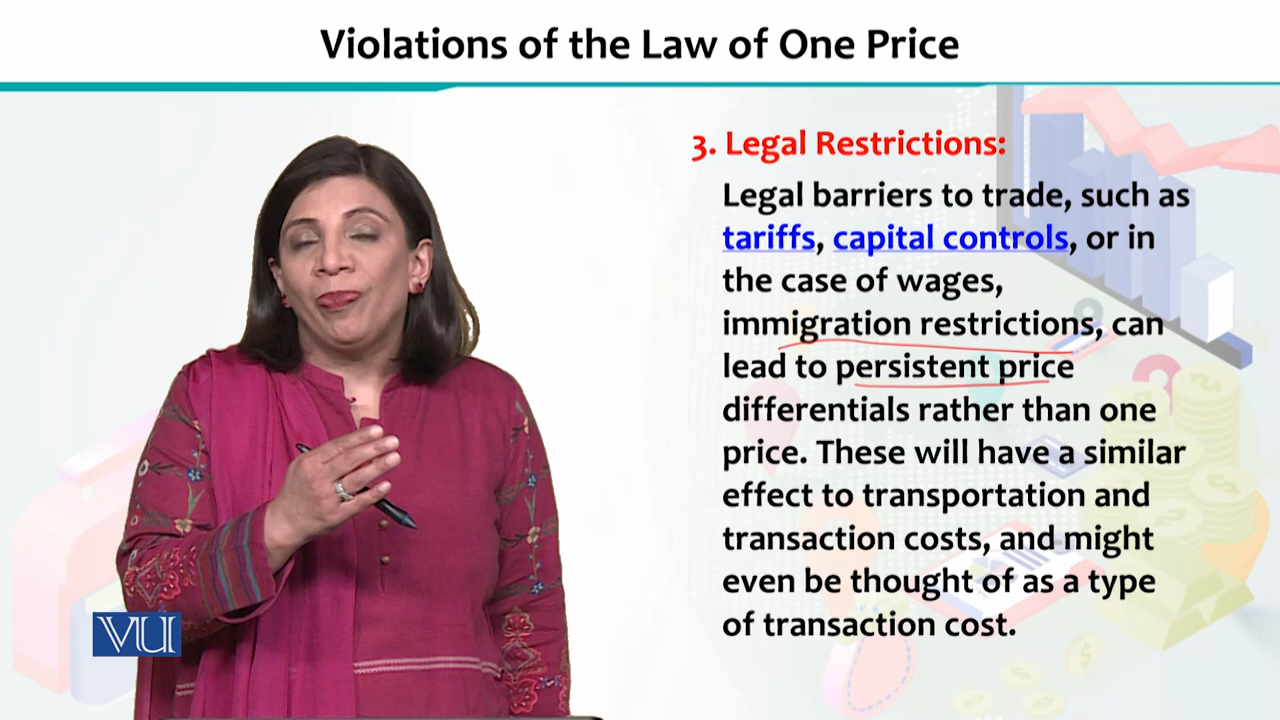 Violations of the Law of One Price
3. Legal Restrictions:
Legal barriers to trade, such as
tariffs, capital controls, or in
the case of wages,
immigration restrictions, can
lead to persistent price
differentials rather than one
price. These will have a similar
effect to transportation and
transaction costs, and might
even be thought of as a type
of transaction cost.
VU